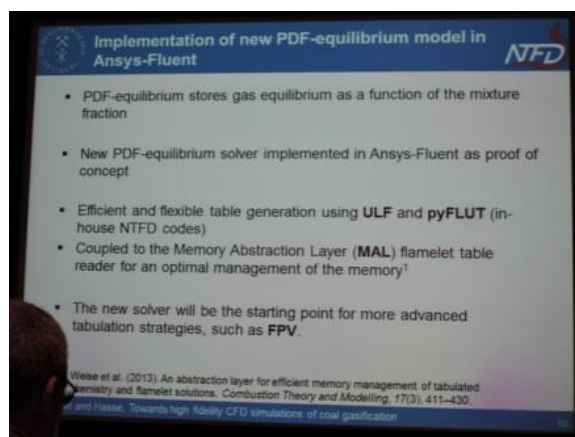 Implementation of new PDF-equilibrium model in
Ansys-Fluent
NTFD
▪ PDF-equilibrium stores gas equilibrium as a function of the mixture
fraction
▪ New PDF-equilibrium solver implemented in Ansys-Fluent as proof of
concept
▪ Efficient and flexible table generation using ULF and pyFLUT (in-
house NTFD codes)
▪ Coupled to the Memory Abstraction Layer (MAL) flamelet table
reader for an optimal management of the memory¹
▪ The new solver will be the starting point for more advanced
tabulation strategies, such as FPV.
Weise et al. (2013). An abstraction layer for efficient memory management of tabulated
and flamelet solutions. Combustion Theory and Modelling, 17(3), 411–430.
and Hasse, Towards high fidelity CFD simulations of coal gasification